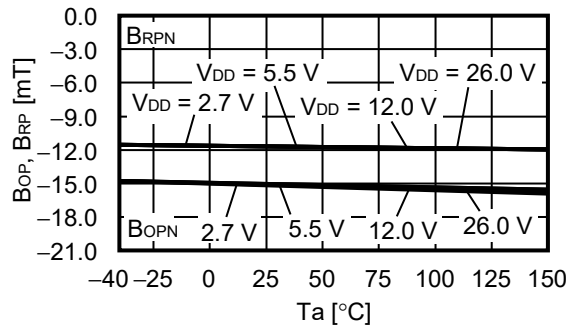 BOP, BRP [mT]
0.0
−3.0
−6.0
−9.0
−12.0
−15.0
−18.0
−21.0
BRPN
VDD = 5.5 V
VDD = 26.0 V
VDD = 2.7 V
VDD = 12.0 V
BOPN
2.7 V
5.5 V
12.0 V
26.0 V
−40 −25 0 25 50 75 100 125 150
Ta [°C]